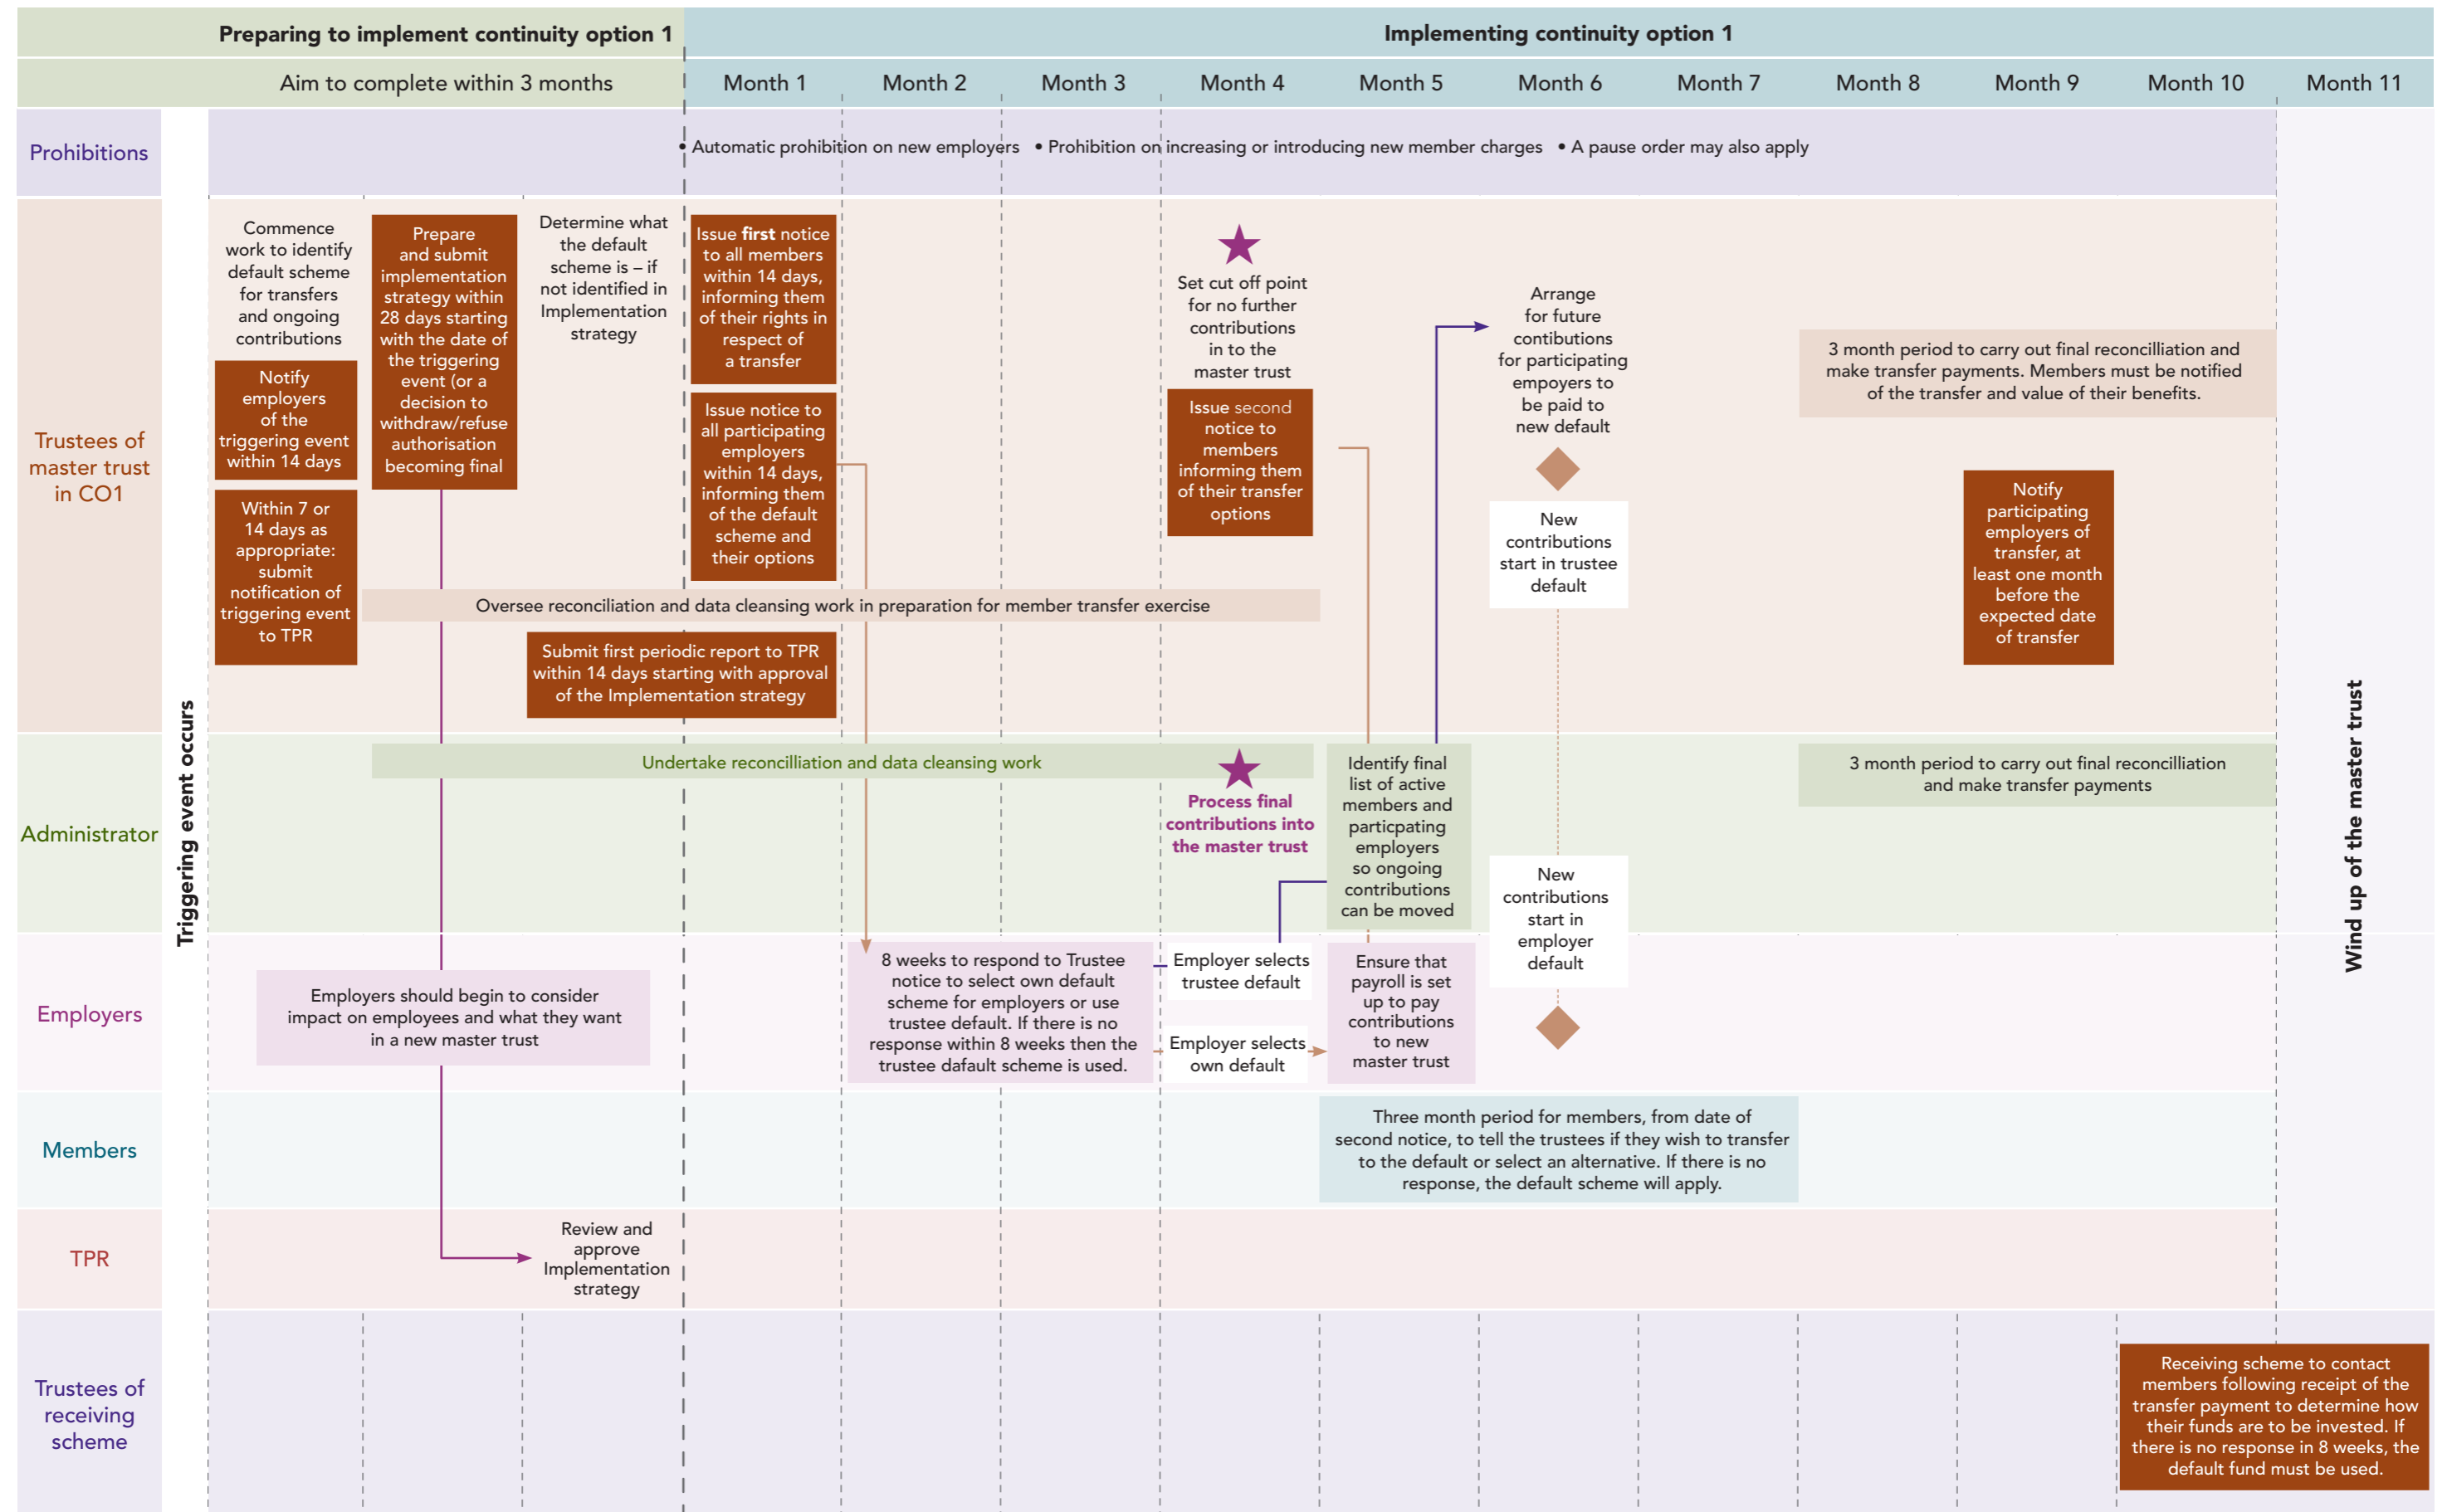 Preparing to implement continuity option 1
Implementing continuity option 1
Aim to complete within 3 months
Month 1
Month 2
Month 3
Month 4
Month 5
Month 6
Month 7
Month 8
Month 9
Month 10
Month 11
Prohibitions
• Automatic prohibition on new employers • Prohibition on increasing or introducing new member charges • A pause order may also apply
Triggering event occurs
Trustees of
master trust
in CO1
Commence
work to identify
default scheme
for transfers
and ongoing
contributions
Notify
employers
of the
triggering event
within 14 days
Within 7 or
14 days as
appropriate:
submit
notification of
triggering event
to TPR
Prepare
and submit
implementation
strategy within
28 days starting
with the date of
the triggering
event (or a
decision to
withdraw/refuse
authorisation
becoming final
Determine what
the default
scheme is – if
not identified in
Implementation
strategy
Issue first notice
to all members
within 14 days,
informing them
of their rights in
respect of
a transfer
Issue notice to
all participating
employers
within 14 days,
informing them
of the default
scheme and
their options
Oversee reconciliation and data cleansing work in preparation for member transfer exercise
Submit first periodic report to TPR
within 14 days starting with approval
of the Implementation strategy
Set cut off point
for no further
contributions
in to the
master trust
Issue second
notice to
members
informing them
of their transfer
options
Arrange
for future
contibutions
for participating
empoyers to
be paid to
new default
New
contributions
start in trustee
default
3 month period to carry out final reconciliation and
make transfer payments. Members must be notified
of the transfer and value of their benefits.
Notify
participating
employers of
transfer, at
least one month
before the
expected date
of transfer
Wind up of the master trust
Administrator
Undertake reconcilliation and data cleansing work
Process final
contributions into
the master trust
Identify final
list of active
members and
particpating
employers
so ongoing
contributions
can be moved
New
contributions
start in
employer
default
3 month period to carry out final reconciliation
and make transfer payments
Employers
Employers should begin to consider
impact on employees and what they want
in a new master trust
8 weeks to respond to Trustee
notice to select own default
scheme for employers or use
trustee default. If there is no
response within 8 weeks then the
trustee dafault scheme is used.
Employer selects
trustee default
Employer selects
own default
Ensure that
payroll is set
up to pay
contributions
to new
master trust
Members
Three month period for members, from date of
second notice, to tell the trustees if they wish to transfer
to the default or select an alternative. If there is no
response, the default scheme will apply.
TPR
Review and
approve
Implementation
strategy
Trustees of
receiving
scheme
Receiving scheme to contact
members following receipt of the
transfer payment to determine how
their funds are to be invested. If
there is no response in 8 weeks, the
default fund must be used.